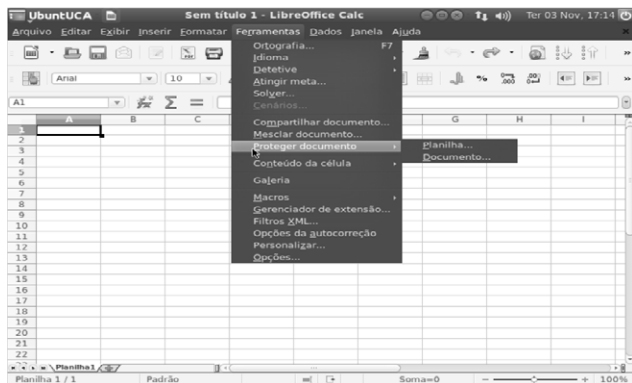 UbuntUCA Sem título 1 - LibreOffice Calc Ter 03 Nov, 17:14
Arquivo Editar Exibir Inserir Formatar Ferramentas Dados Janela Ajuda
Ortografia... F7
Idioma
Detetive
Atingir meta...
Solver...
Cenários...
Compartilhar documento...
Mesclar documento...
Proteger documento
Planilha...
Documento...
Conteúdo da célula
Galeria
Macros
Gerenciador de extensão...
Filtros XML...
Opções da autocorreção
Personalizar...
Opções...
Arial 10 %
A1
A B C G H I
1
2
3
4
5
6
7
8
9
10
11
12
13
14
15
16
17
18
19
20
21
22
Planilha1
Planilha 1 / 1 Padrão Soma=0 100%